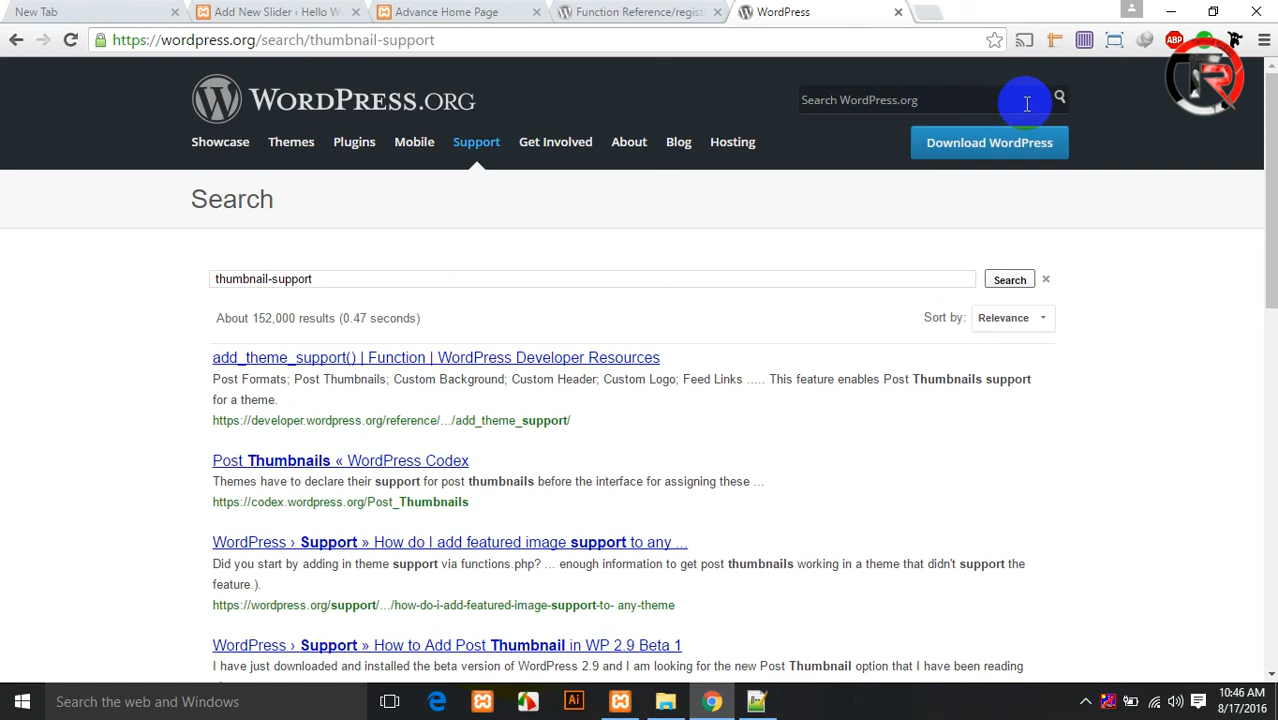 New Tab
Add New Slider ‹ Hello W
Advance Home Page
Function Reference/regist
WordPress
https://wordpress.org/search/thumbnail-support
ABP
WORDPRESS.ORG
Search WordPress.org
Showcase Themes Plugins Mobile Support Get Involved About Blog Hosting
Download WordPress
Search
thumbnail-support
Search
About 152,000 results (0.47 seconds)
Sort by: Relevance
add_theme_support() | Function | WordPress Developer Resources
Post Formats; Post Thumbnails; Custom Background; Custom Header; Custom Logo; Feed Links ..... This feature enables Post Thumbnails support
for a theme.
https://developer.wordpress.org/reference/.../add_theme_support/
Post Thumbnails « WordPress Codex
Themes have to declare their support for post thumbnails before the interface for assigning these ...
https://codex.wordpress.org/Post_Thumbnails
WordPress › Support » How do I add featured image support to any ...
Did you start by adding in theme support via functions.php? ... enough information to get post thumbnails working in a theme that didn't support the
feature.).
https://wordpress.org/support/.../how-do-i-add-featured-image-support-to- any-theme
WordPress › Support » How to Add Post Thumbnail in WP 2.9 Beta 1
I have just downloaded and installed the beta version of WordPress 2.9 and I am looking for the new Post Thumbnail option that I have been reading
Search the web and Windows
Ai
10:46 AM
8/17/2016